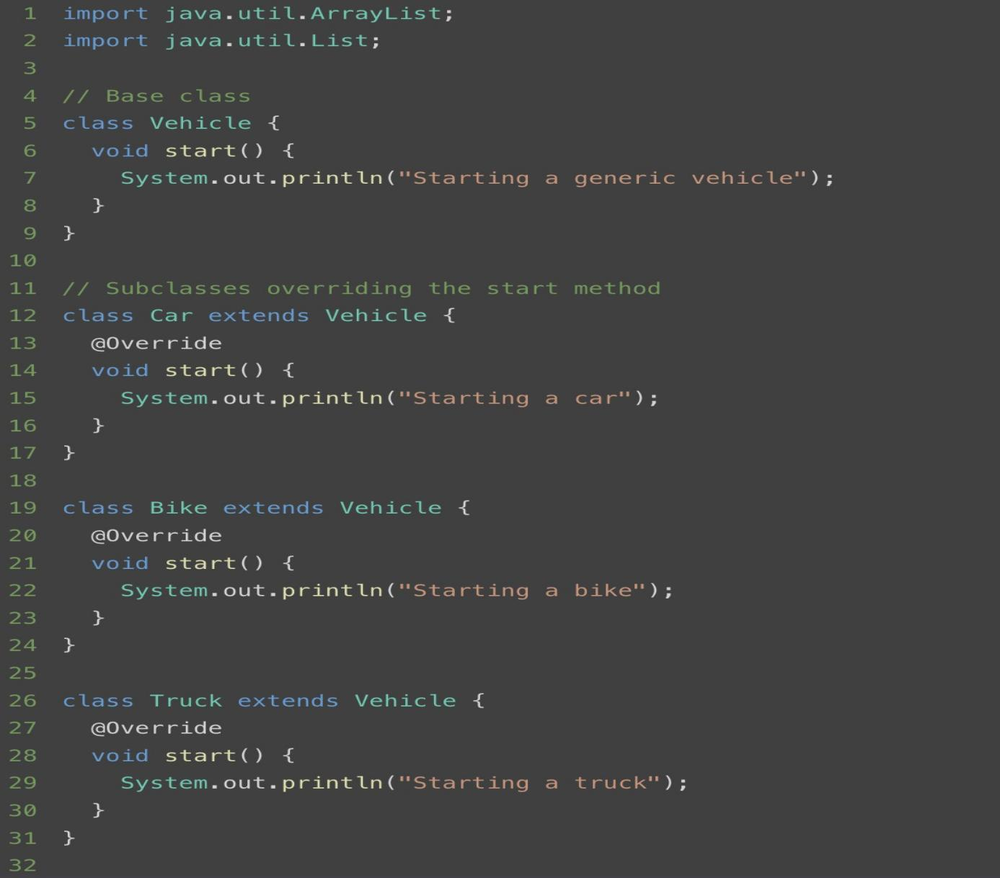 1 import java.util.ArrayList;
2 import java.util.List;
3
4 // Base class
5 class Vehicle {
6   void start() {
7     System.out.println("Starting a generic vehicle");
8   }
9 }
10
11 // Subclasses overriding the start method
12 class Car extends Vehicle {
13   @Override
14   void start() {
15     System.out.println("Starting a car");
16   }
17 }
18
19 class Bike extends Vehicle {
20   @Override
21   void start() {
22     System.out.println("Starting a bike");
23   }
24 }
25
26 class Truck extends Vehicle {
27   @Override
28   void start() {
29     System.out.println("Starting a truck");
30   }
31 }
32